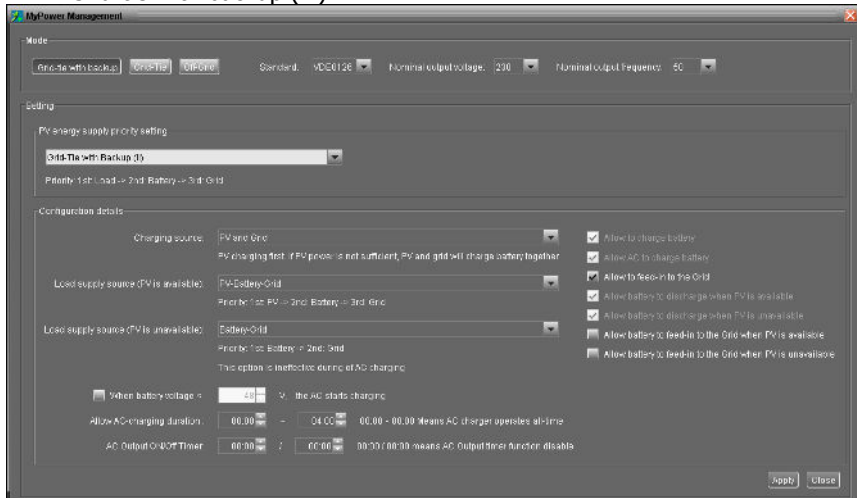 MyPower Management
Mode
Grid-tie with backup Grid-Tie Off-Grid Standard: VDE0126 Nominal output voltage: 230 Nominal output frequency: 50
Setting
PV energy supply priority setting
Grid-Tie with Backup (II)
Priority: 1st: Load -> 2nd: Battery -> 3rd: Grid
Configuration details
Charging source: PV and Grid
PV charging first. If PV power is not sufficient, PV and grid will charge battery together
Load supply source (PV is available): PV-Battery-Grid
Priority: 1st: PV -> 2nd: Battery -> 3rd: Grid
Load supply source (PV is unavailable): Battery-Grid
Priority: 1st: Battery -> 2nd: Grid
This option is ineffective during of AC charging
When battery voltage < 48 V, the AC starts charging
Allow AC-charging duration: 00:00 – 04:00 00:00 - 00:00 Means AC charger operates all-time
AC Output ON/Off Timer 00:00 / 00:00 00:00 / 00:00 means AC Output timer function disable
Allow to charge battery
Allow AC to charge battery
Allow to feed-in to the Grid
Allow battery to discharge when PV is available
Allow battery to discharge when PV is unavailable
Allow battery to feed-in to the Grid when PV is available
Allow battery to feed-in to the Grid when PV is unavailable
Apply Close